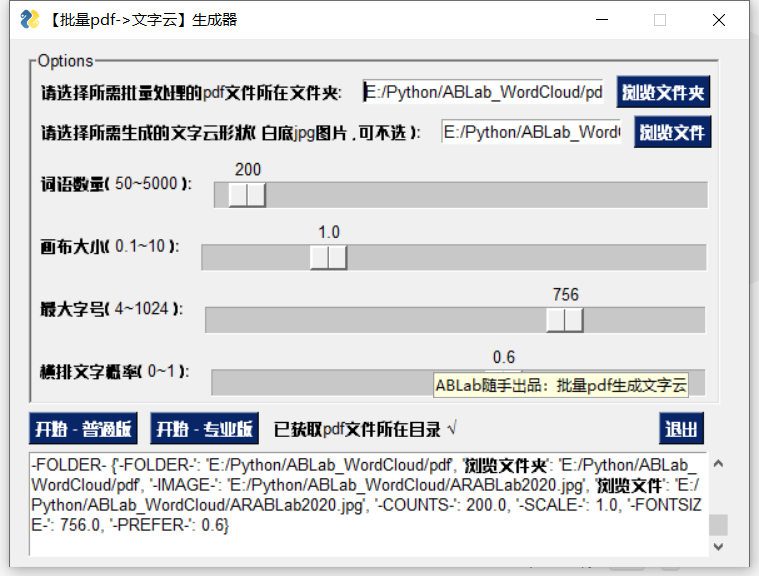 【批量pdf->文字云】生成器
Options
请选择所需批量处理的pdf文件所在文件夹: E:/Python/ABLab_WordCloud/pd 浏览文件夹
请选择所需生成的文字云形状( 白底jpg图片 , 可不选 ): E:/Python/ABLab_Word 浏览文件
200
词语数量( 50~5000 ):
1.0
画布大小( 0.1~10 ):
756
最大字号( 4~1024 ):
0.6
横排文字概率( 0~1 ):
ABLab随手出品：批量pdf生成文字云
开始 - 普通版 开始 - 专业版 已获取pdf文件所在目录 √ 退出
-FOLDER- {'-FOLDER-': 'E:/Python/ABLab_WordCloud/pdf', '浏览文件夹': 'E:/Python/ABLab_
WordCloud/pdf', '-IMAGE-': 'E:/Python/ABLab_WordCloud/ARABLab2020.jpg', '浏览文件': 'E:/
Python/ABLab_WordCloud/ARABLab2020.jpg', '-COUNTS-': 200.0, '-SCALE-': 1.0, '-FONTSIZ
E-': 756.0, '-PREFER-': 0.6}